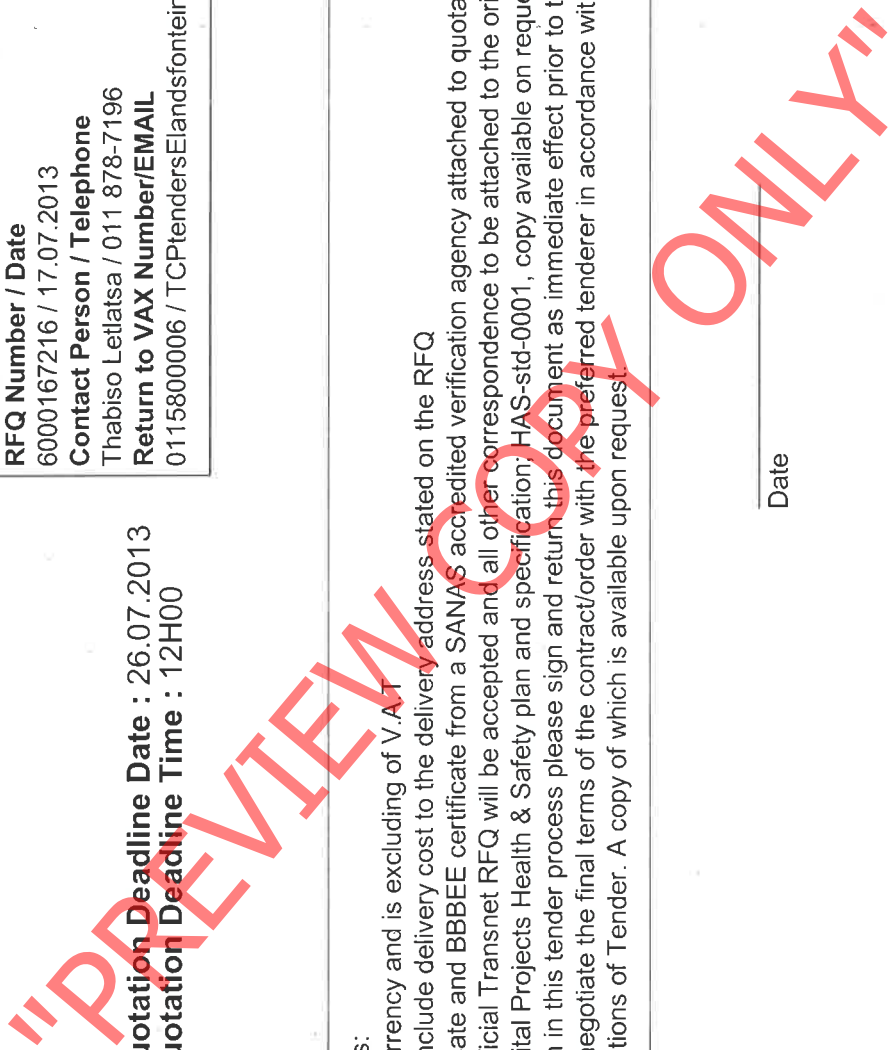 RFQ Number / Date
6000167216 / 17.07.2013
Contact Person / Telephone
Thabiso Letlatsa / 011 878-7196
Return to VAX Number/EMAIL
0115800006 / TCPtendersElandsfontein
uotation Deadline Date : 26.07.2013
uotation Deadline Time : 12H00
s:
rrency and is excluding of V.A.T
nclude delivery cost to the delivery address stated on the RFQ
ate and BBBEE certificate from a SANAS accredited verification agency attached to quota
icial Transnet RFQ will be accepted and all other correspondence to be attached to the ori
ital Projects Health & Safety plan and specification; HAS-std-0001, copy available on reque
n in this tender process please sign and return this document as immediate effect prior to t
negotiate the final terms of the contract/order with the preferred tenderer in accordance wit
tions of Tender. A copy of which is available upon request.
Date
"PREVIEW COPY ONLY"